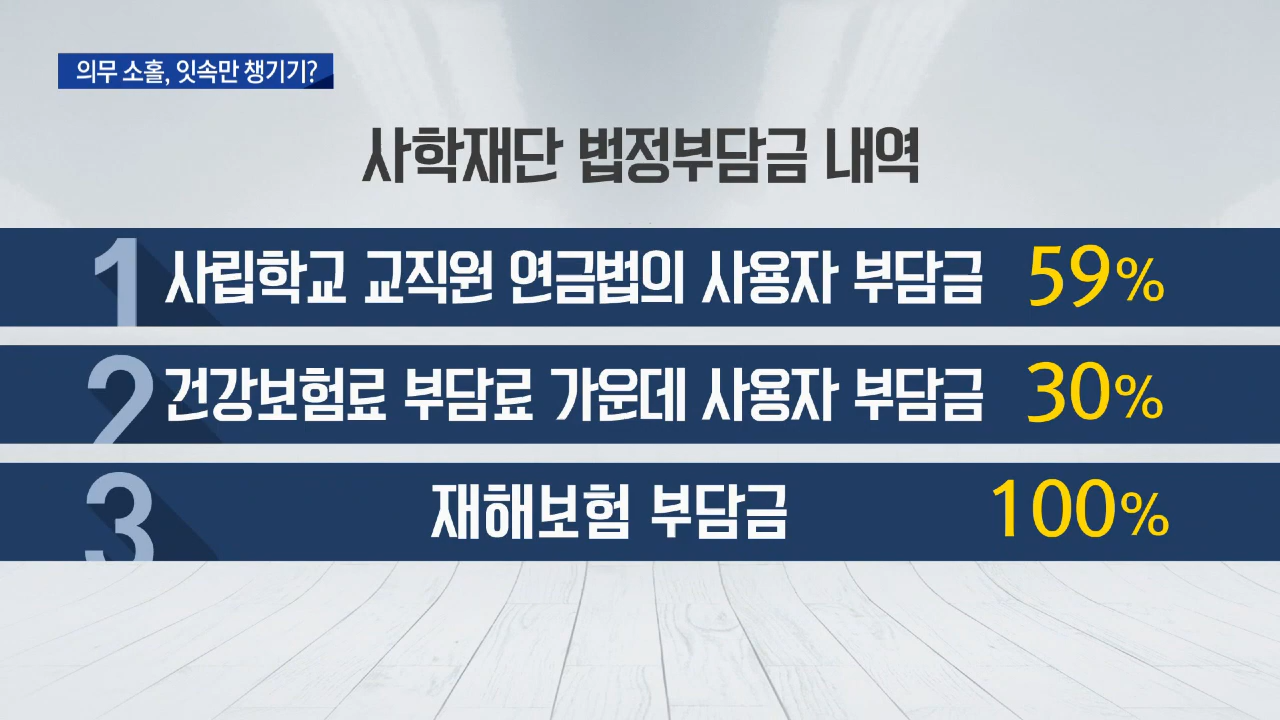 의무 소홀, 잇속만 챙기기?
사학재단 법정부담금 내역
1 사립학교 교직원 연금법의 사용자 부담금 59%
2 건강보험료 부담료 가운데 사용자 부담금 30%
3 재해보험 부담금 100%